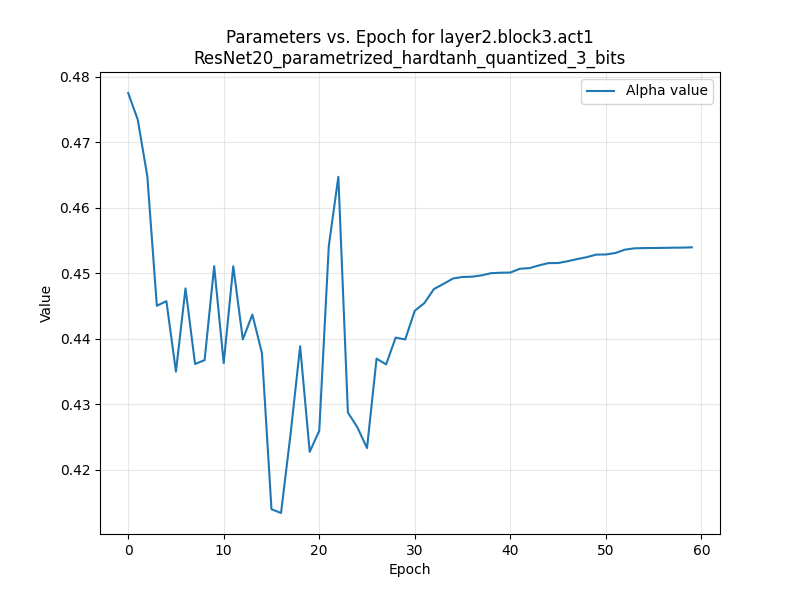 Parameters vs. Epoch for layer2.block3.act1
ResNet20_parametrized_hardtanh_quantized_3_bits
Alpha value
0.48
0.47
0.46
0.45
0.44
0.43
0.42
Value
0 10 20 30 40 50 60
Epoch